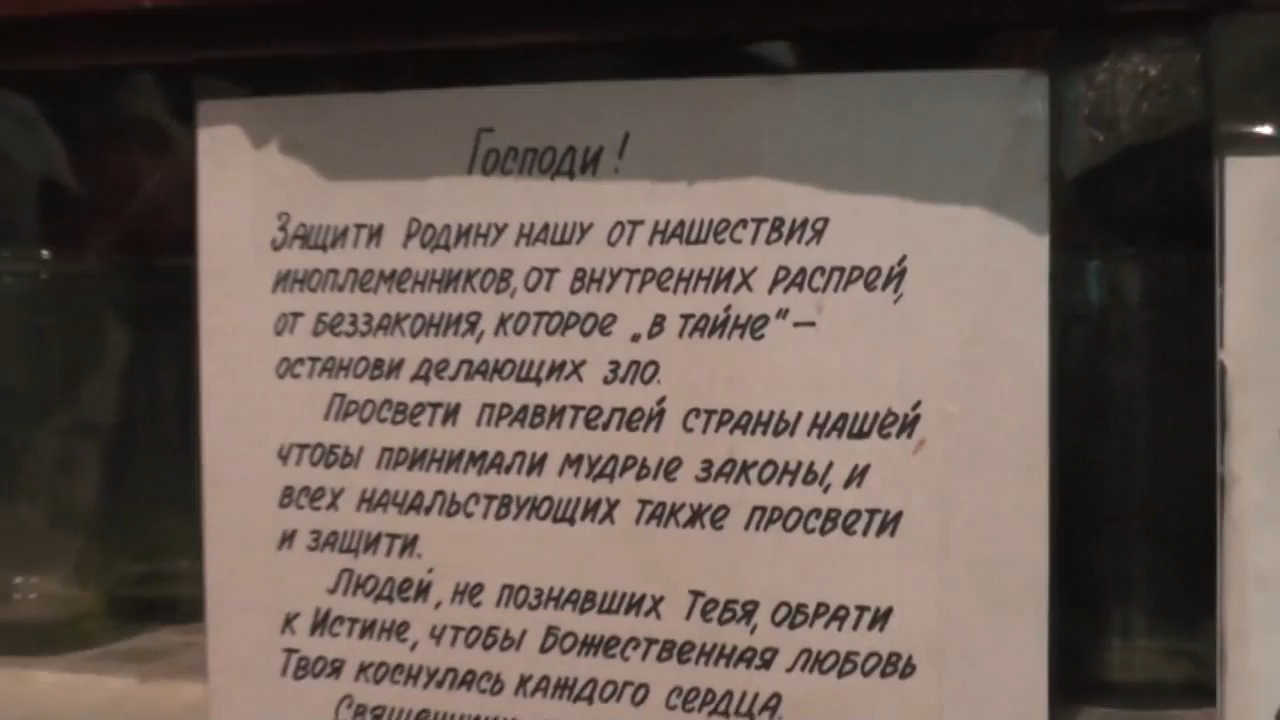 Господи!
Защити Родину нашу от нашествия
иноплеменников, от внутренних распрей,
от беззакония, которое „в тайне“ —
останови делающих зло.
Просвети правителей страны нашей,
чтобы принимали мудрые законы, и
всех начальствующих также просвети
и защити.
Людей, не познавших Тебя, обрати
к Истине, чтобы Божественная любовь
Твоя коснулась каждого сердца.